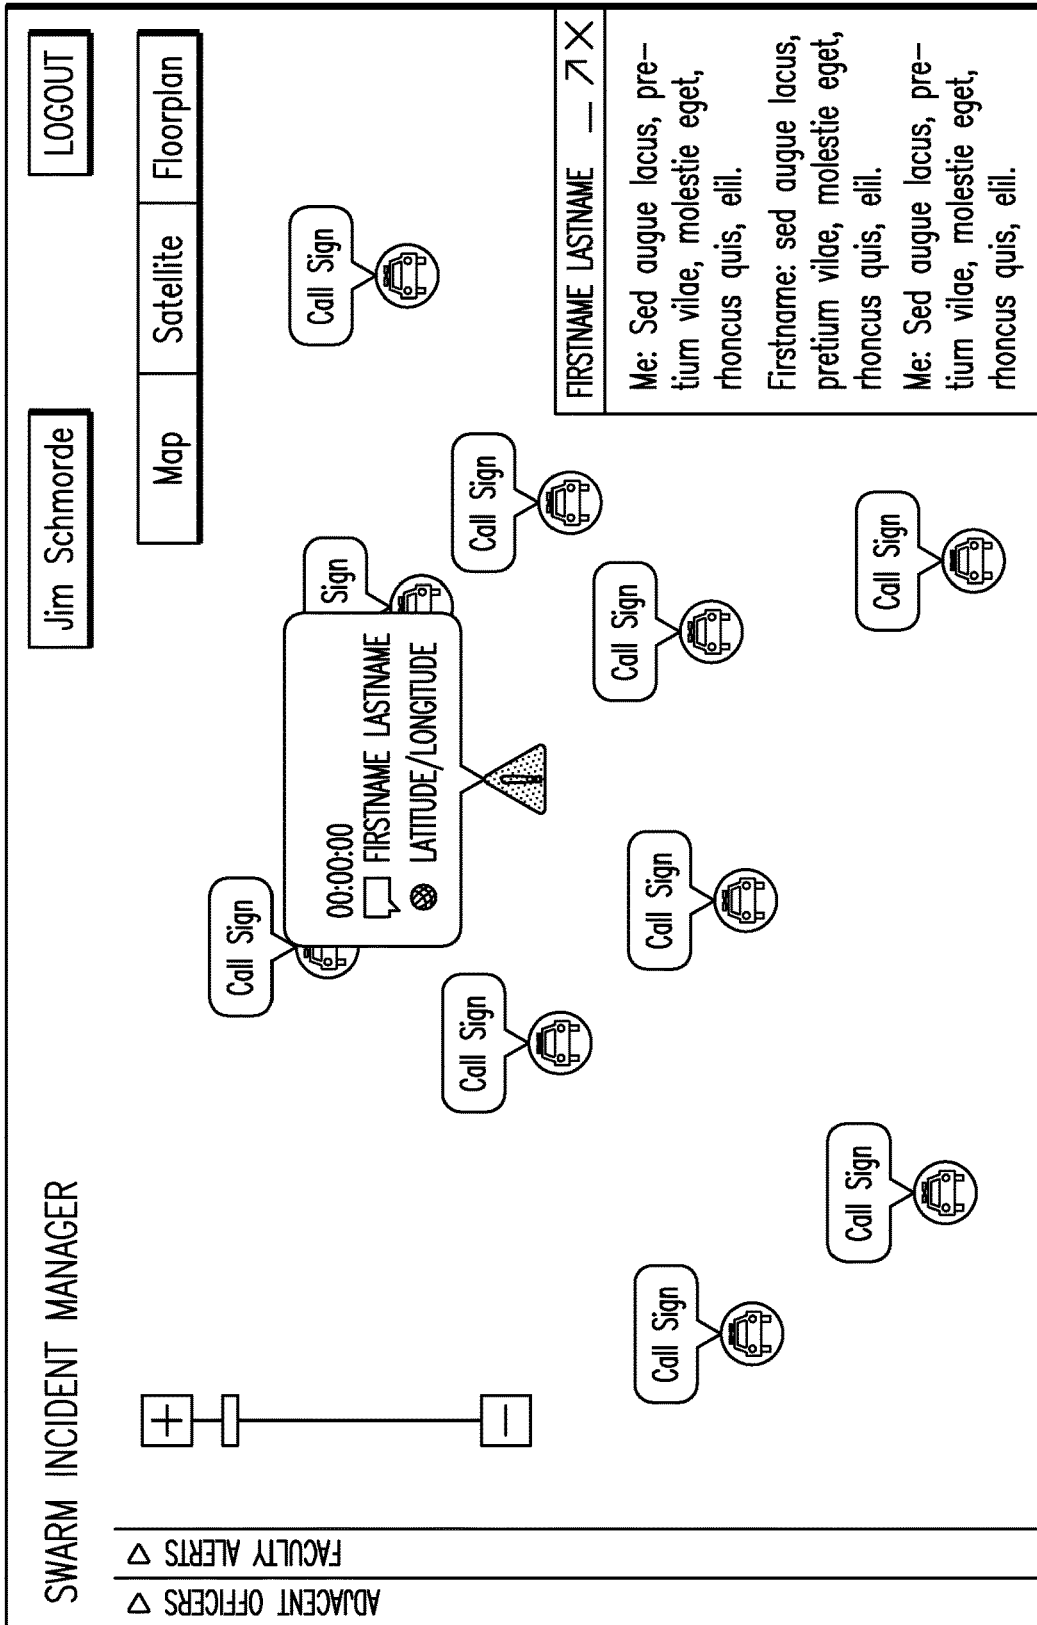 SWARM INCIDENT MANAGER
Jim Schmorde
LOGOUT
Map
Satellite
Floorplan
ADJACENT OFFICERS
FACULTY ALERTS
+
−
Call Sign
00:00:00
FIRSTNAME LASTNAME
LATITUDE/LONGITUDE
!
Sign
Call Sign
Call Sign
Call Sign
Call Sign
Call Sign
Call Sign
Call Sign
Call Sign
FIRSTNAME LASTNAME
Me: Sed augue lacus, pre–
tium vilae, molestie eget,
rhoncus quis, elil.
Firstname: sed augue lacus,
pretium vilae, molestie eget,
rhoncus quis, elil.
Me: Sed augue lacus, pre–
tium vilae, molestie eget,
rhoncus quis, elil.